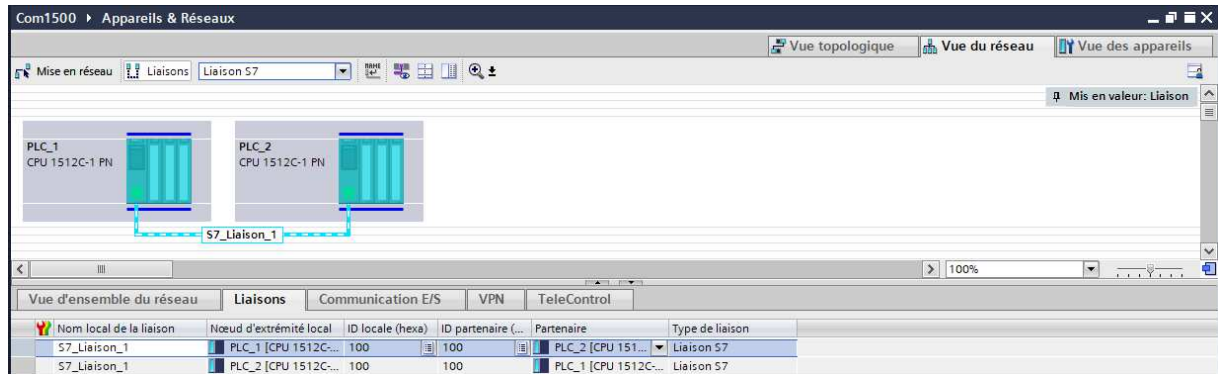 Com1500 ▸ Appareils & Réseaux
Vue topologique Vue du réseau Vue des appareils
Mise en réseau Liaisons Liaison S7
Mis en valeur: Liaison
PLC_1
CPU 1512C-1 PN
PLC_2
CPU 1512C-1 PN
S7_Liaison_1
100%
Vue d'ensemble du réseau Liaisons Communication E/S VPN TeleControl
Nom local de la liaison Nœud d'extrémité local ID locale (hexa) ID partenaire (... Partenaire Type de liaison
S7_Liaison_1 PLC_1 [CPU 1512C-... 100 100 PLC_2 [CPU 151... Liaison S7
S7_Liaison_1 PLC_2 [CPU 1512C-... 100 100 PLC_1 [CPU 1512C-... Liaison S7